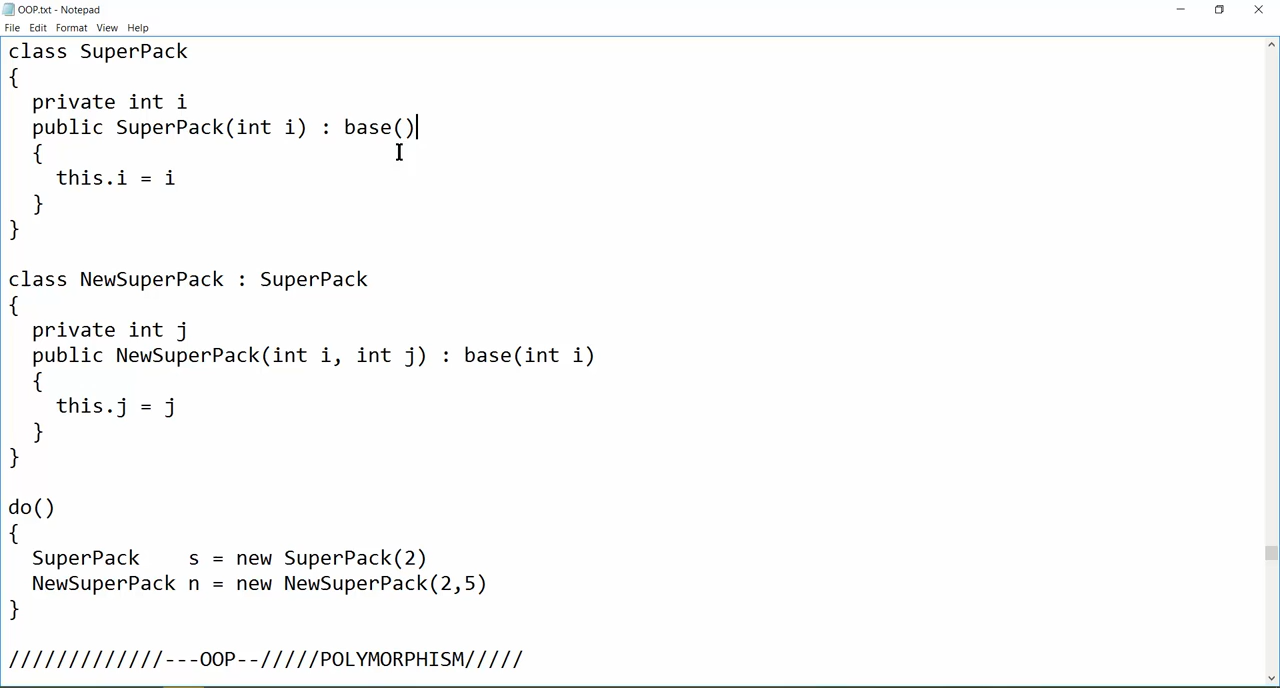 OOP.txt - Notepad
File Edit Format View Help
class SuperPack
{
  private int i
  public SuperPack(int i) : base()
  {
    this.i = i
  }
}

class NewSuperPack : SuperPack
{
  private int j
  public NewSuperPack(int i, int j) : base(int i)
  {
    this.j = j
  }
}

do()
{
  SuperPack    s = new SuperPack(2)
  NewSuperPack n = new NewSuperPack(2,5)
}

/////////////---OOP--/////POLYMORPHISM/////